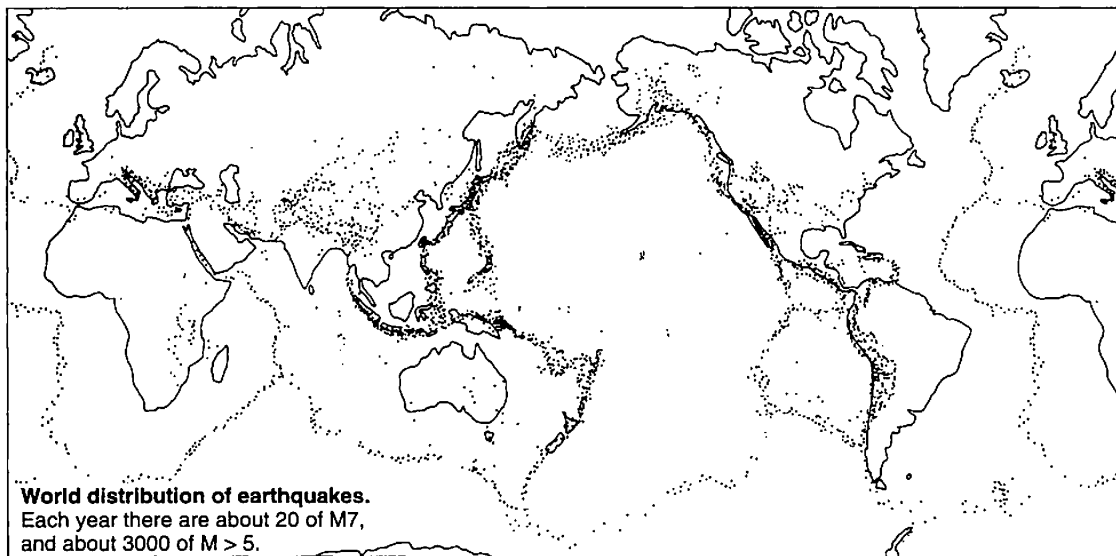 World distribution of earthquakes.
Each year there are about 20 of M7,
and about 3000 of M > 5.